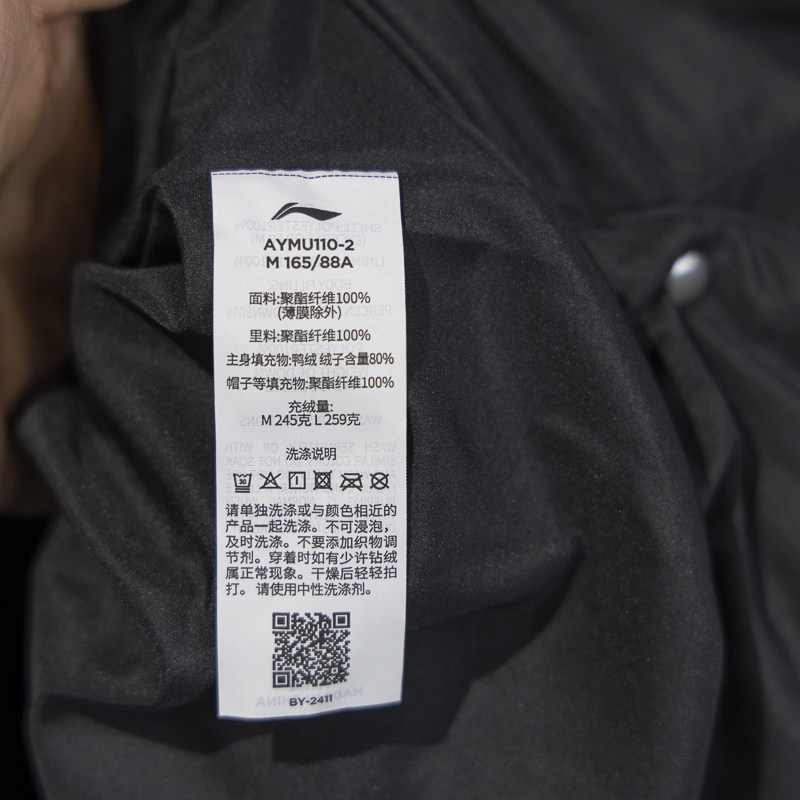 AYMU110-2
M 165/88A
面料:聚酯纤维100%
(薄膜除外)
里料:聚酯纤维100%
主身填充物:鸭绒 绒子含量80%
帽子等填充物:聚酯纤维100%
充绒量:
M 245克 L 259克
洗涤说明
30
请单独洗涤或与颜色相近的
产品一起洗涤。不可浸泡，
及时洗涤。不要添加织物调
节剂。穿着时如有少许钻绒
属正常现象。干燥后轻轻拍
打。请使用中性洗涤剂。
BY-2411